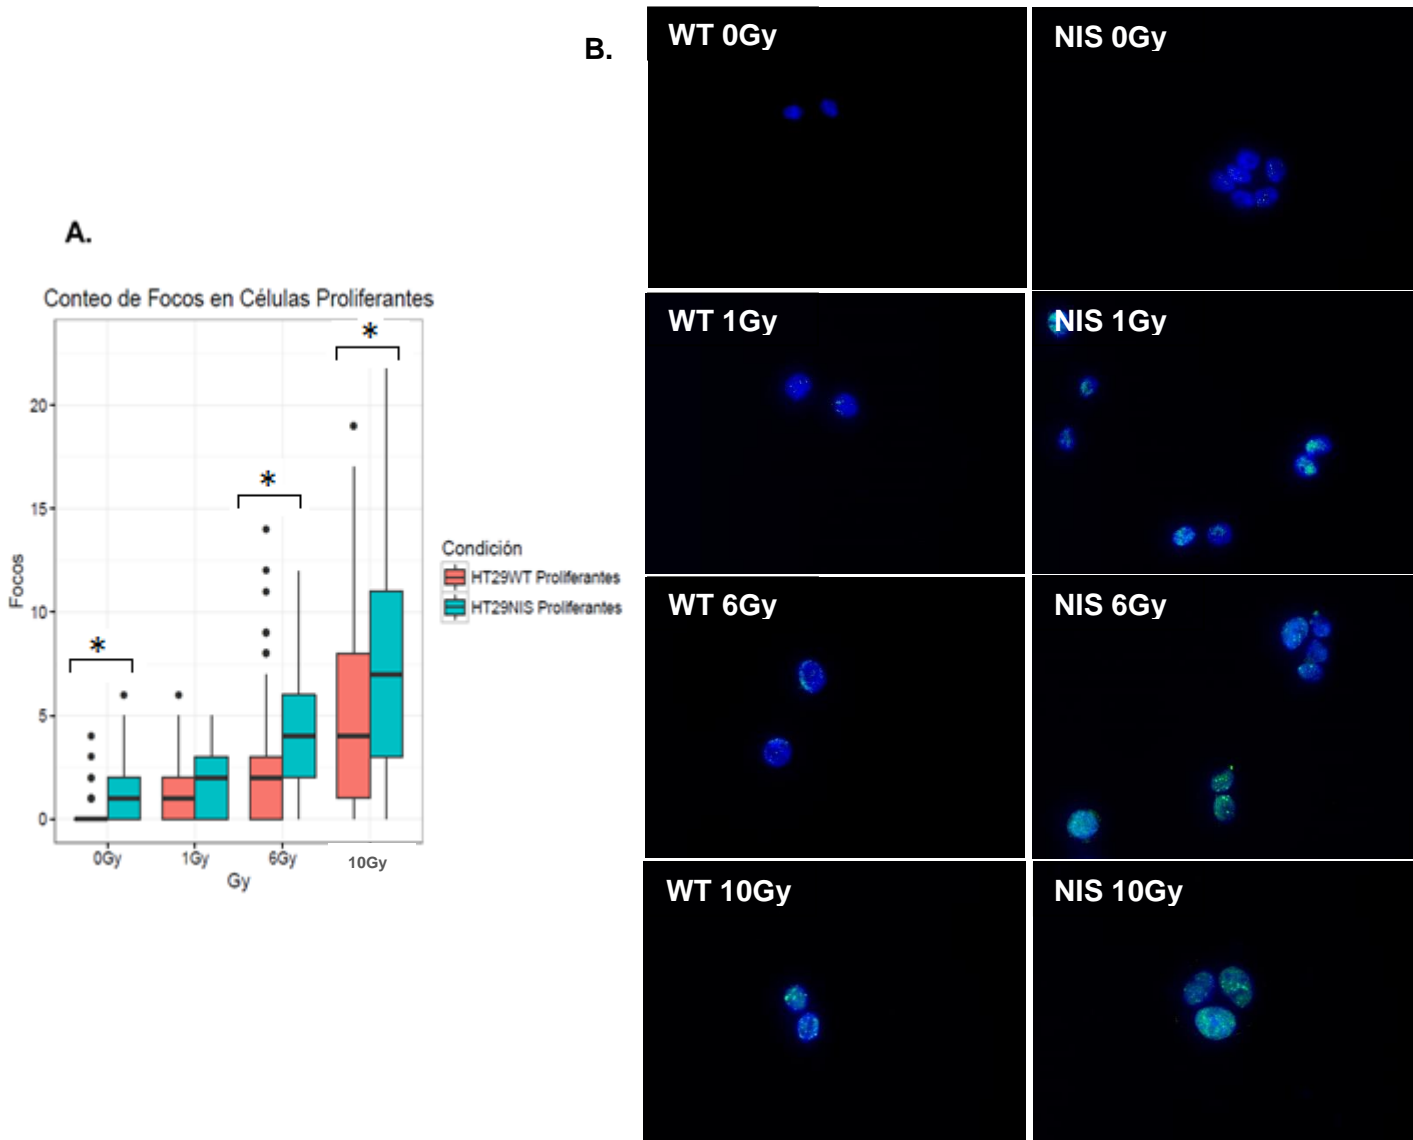 A.
Conteo de Focos en Células Proliferantes
Focos
20
15
10
5
0
*
*
*
0Gy
1Gy
6Gy
10Gy
Gy
Condición
HT29WT Proliferantes
HT29NIS Proliferantes
B.
WT 0Gy
NIS 0Gy
WT 1Gy
NIS 1Gy
WT 6Gy
NIS 6Gy
WT 10Gy
NIS 10Gy